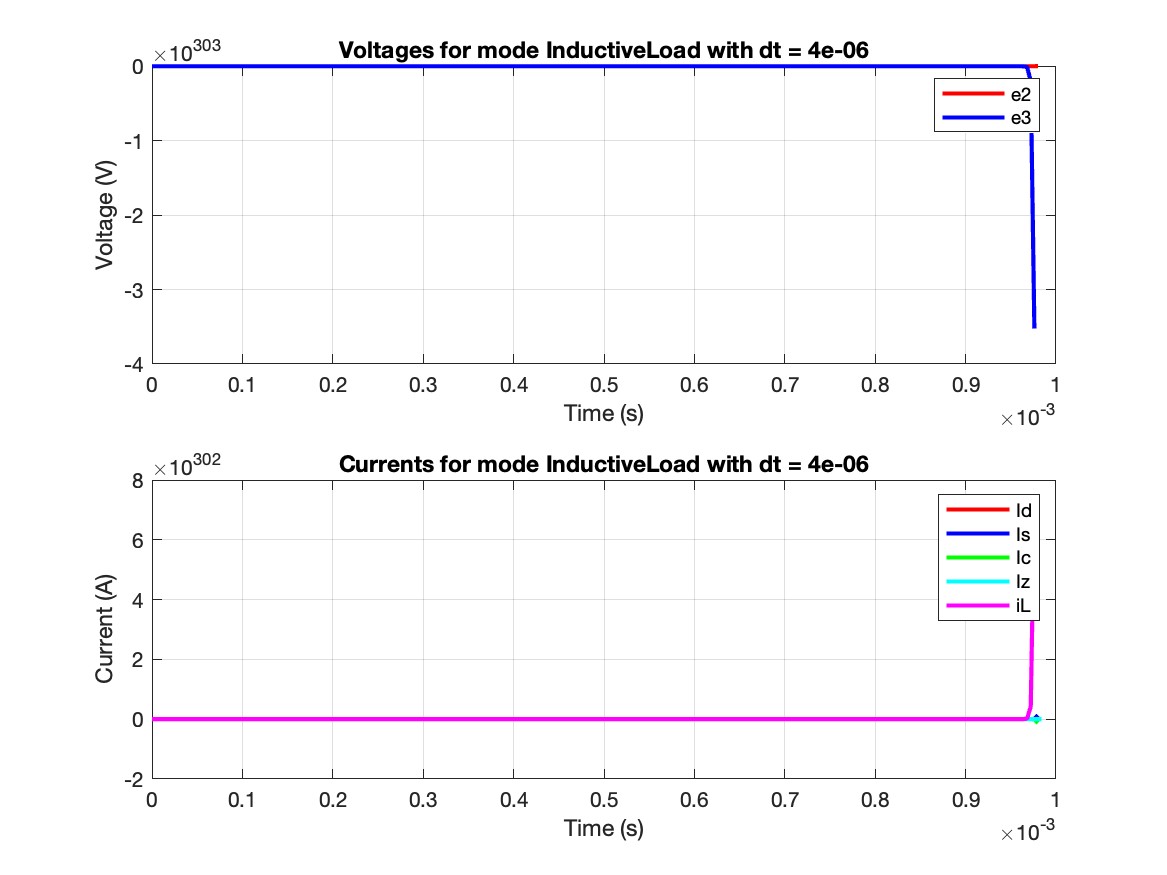 ×10^303
Voltages for mode InductiveLoad with dt = 4e-06
0
-1
-2
-3
-4
Voltage (V)
e2
e3
0 0.1 0.2 0.3 0.4 0.5 0.6 0.7 0.8 0.9 1
Time (s)
×10^-3
×10^302
Currents for mode InductiveLoad with dt = 4e-06
8
6
4
2
0
-2
Current (A)
Id
Is
Ic
Iz
iL
0 0.1 0.2 0.3 0.4 0.5 0.6 0.7 0.8 0.9 1
Time (s)
×10^-3